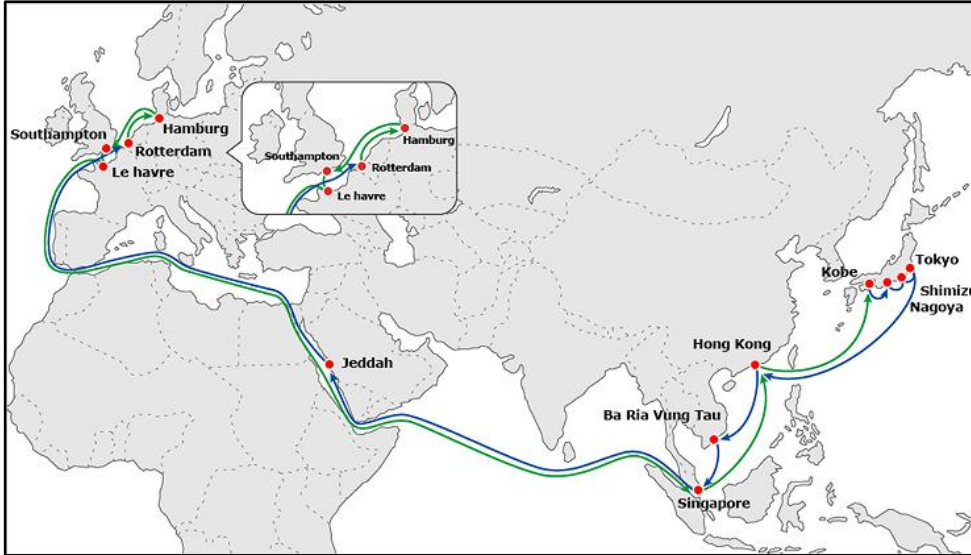 Southampton
Hamburg
Rotterdam
Le havre
Hamburg
Southampton
Rotterdam
Le havre
Tokyo
Kobe
Shimizu
Nagoya
Hong Kong
Jeddah
Ba Ria Vung Tau
Singapore